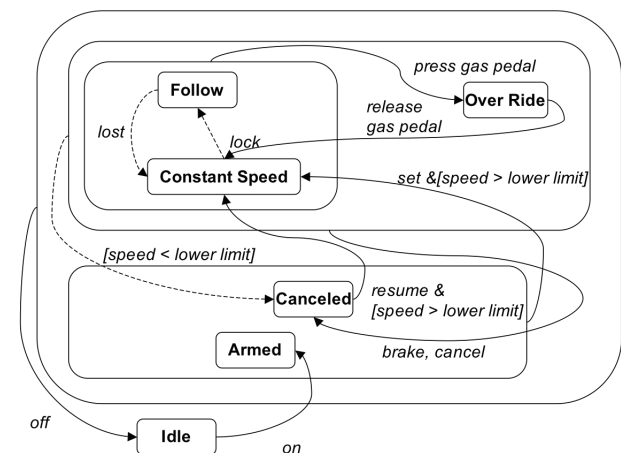 press gas pedal
Follow
Over Ride
release
gas pedal
lost
lock
Constant Speed
set &[speed > lower limit]
[speed < lower limit]
Canceled
resume &
[speed > lower limit]
Armed
brake, cancel
off
Idle
on